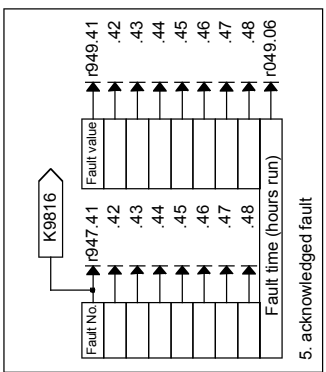 K9816
Fault No.
r947.41
.42
.43
.44
.45
.46
.47
.48
Fault value
r949.41
.42
.43
.44
.45
.46
.47
.48
Fault time (hours run)
r049.06
5. acknowledged fault